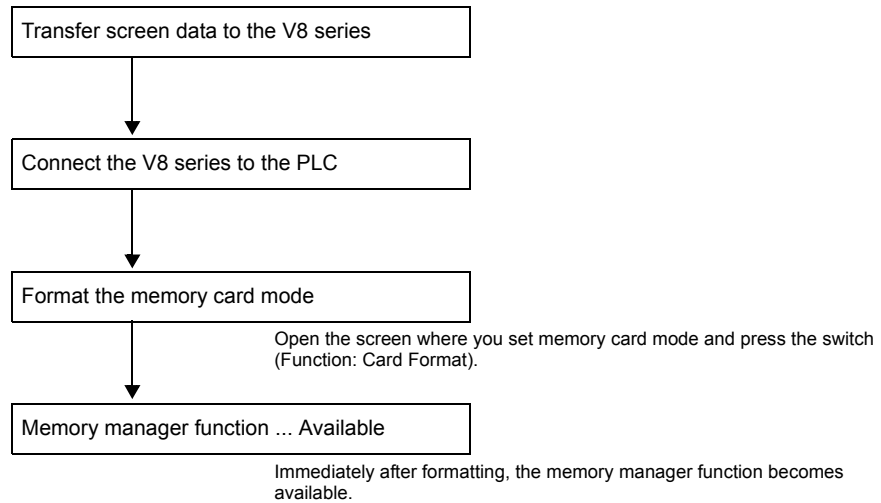 Transfer screen data to the V8 series
Connect the V8 series to the PLC
Format the memory card mode
Open the screen where you set memory card mode and press the switch
(Function: Card Format).
Memory manager function ... Available
Immediately after formatting, the memory manager function becomes
available.